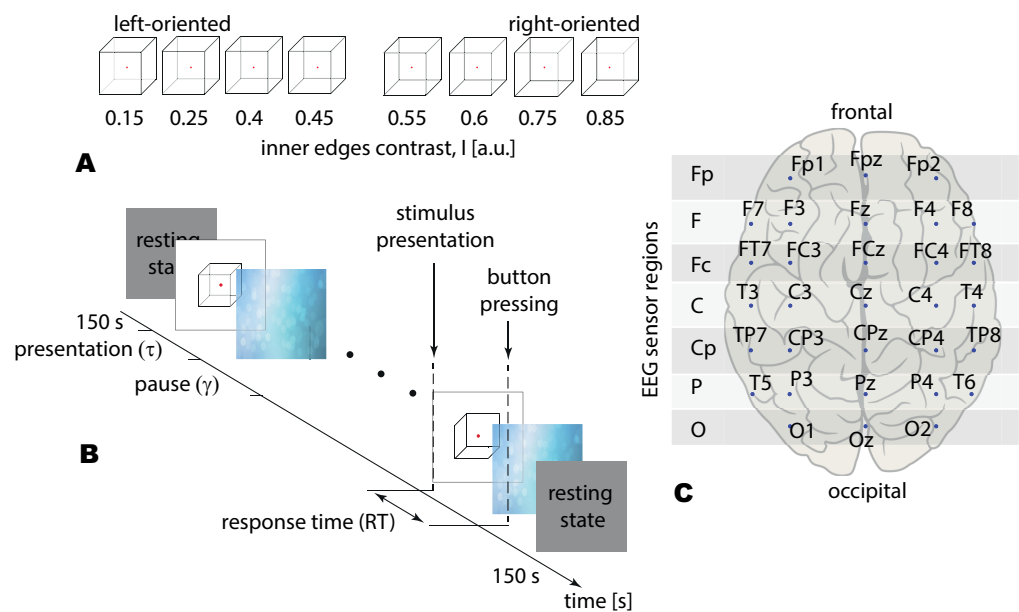 left-oriented
right-oriented
0.15 0.25 0.4 0.45 0.55 0.6 0.75 0.85
inner edges contrast, I [a.u.]
A
resting
sta
150 s
presentation (τ)
pause (γ)
stimulus
presentation
button
pressing
B
response time (RT)
resting
state
150 s
time [s]
frontal
EEG sensor regions
Fp Fp1 Fpz Fp2
F F7 F3 Fz F4 F8
Fc FT7 FC3 FCz FC4 FT8
C T3 C3 Cz C4 T4
Cp TP7 CP3 CPz CP4 TP8
P T5 P3 Pz P4 T6
O O1 Oz O2
C
occipital